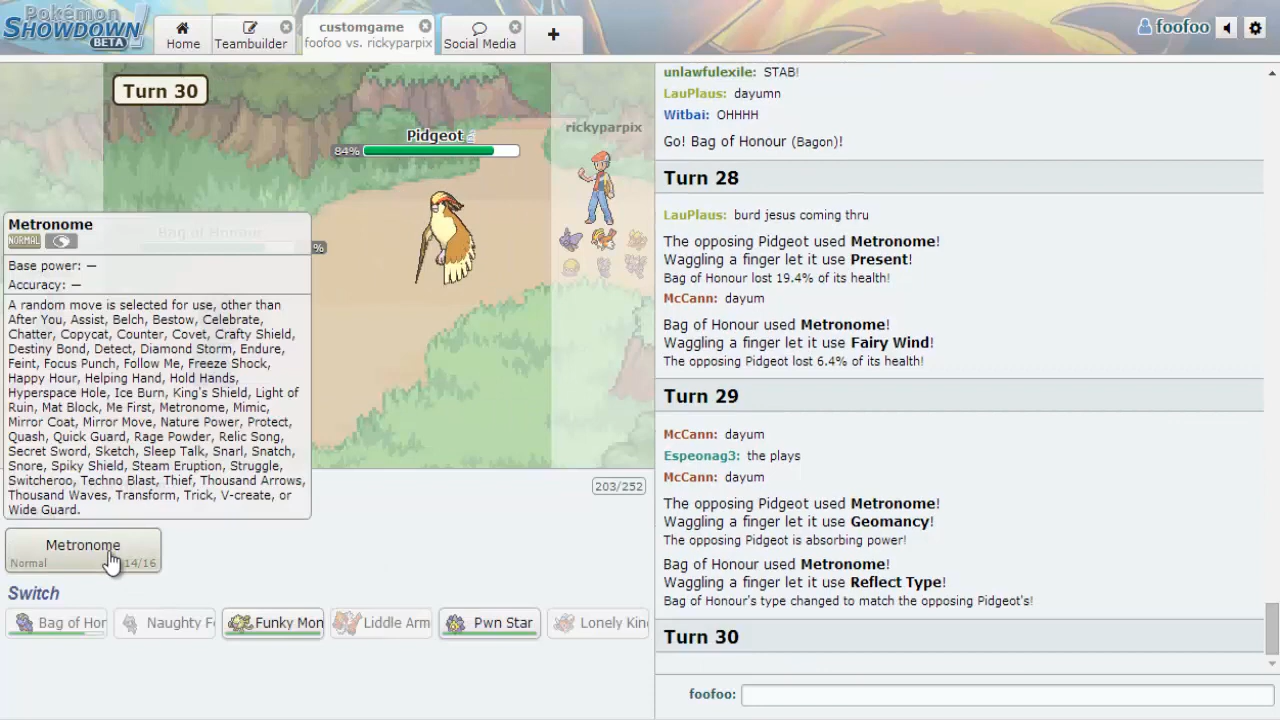 Pokémon
SHOWDOWN!
BETA
Home
Teambuilder
customgame
foofoo vs. rickyparpix
Social Media
+
foofoo
Turn 30
Pidgeot
84%
rickyparpix
Bag of Honour
%
Metronome
NORMAL
Base power: —
Accuracy: —
A random move is selected for use, other than
After You, Assist, Belch, Bestow, Celebrate,
Chatter, Copycat, Counter, Covet, Crafty Shield,
Destiny Bond, Detect, Diamond Storm, Endure,
Feint, Focus Punch, Follow Me, Freeze Shock,
Happy Hour, Helping Hand, Hold Hands,
Hyperspace Hole, Ice Burn, King's Shield, Light of
Ruin, Mat Block, Me First, Metronome, Mimic,
Mirror Coat, Mirror Move, Nature Power, Protect,
Quash, Quick Guard, Rage Powder, Relic Song,
Secret Sword, Sketch, Sleep Talk, Snarl, Snatch,
Snore, Spiky Shield, Steam Eruption, Struggle,
Switcheroo, Techno Blast, Thief, Thousand Arrows,
Thousand Waves, Transform, Trick, V-create, or
Wide Guard.
203/252
Metronome
Normal 14/16
Switch
Bag of Hor
Naughty Fo
Funky Mon
Liddle Arm
Pwn Star
Lonely King
unlawfulexile: STAB!
LauPlaus: dayumn
Witbai: OHHHH
Go! Bag of Honour (Bagon)!
Turn 28
LauPlaus: burd jesus coming thru
The opposing Pidgeot used Metronome!
Waggling a finger let it use Present!
Bag of Honour lost 19.4% of its health!
McCann: dayum
Bag of Honour used Metronome!
Waggling a finger let it use Fairy Wind!
The opposing Pidgeot lost 6.4% of its health!
Turn 29
McCann: dayum
Espeonag3: the plays
McCann: dayum
The opposing Pidgeot used Metronome!
Waggling a finger let it use Geomancy!
The opposing Pidgeot is absorbing power!
Bag of Honour used Metronome!
Waggling a finger let it use Reflect Type!
Bag of Honour's type changed to match the opposing Pidgeot's!
Turn 30
foofoo: